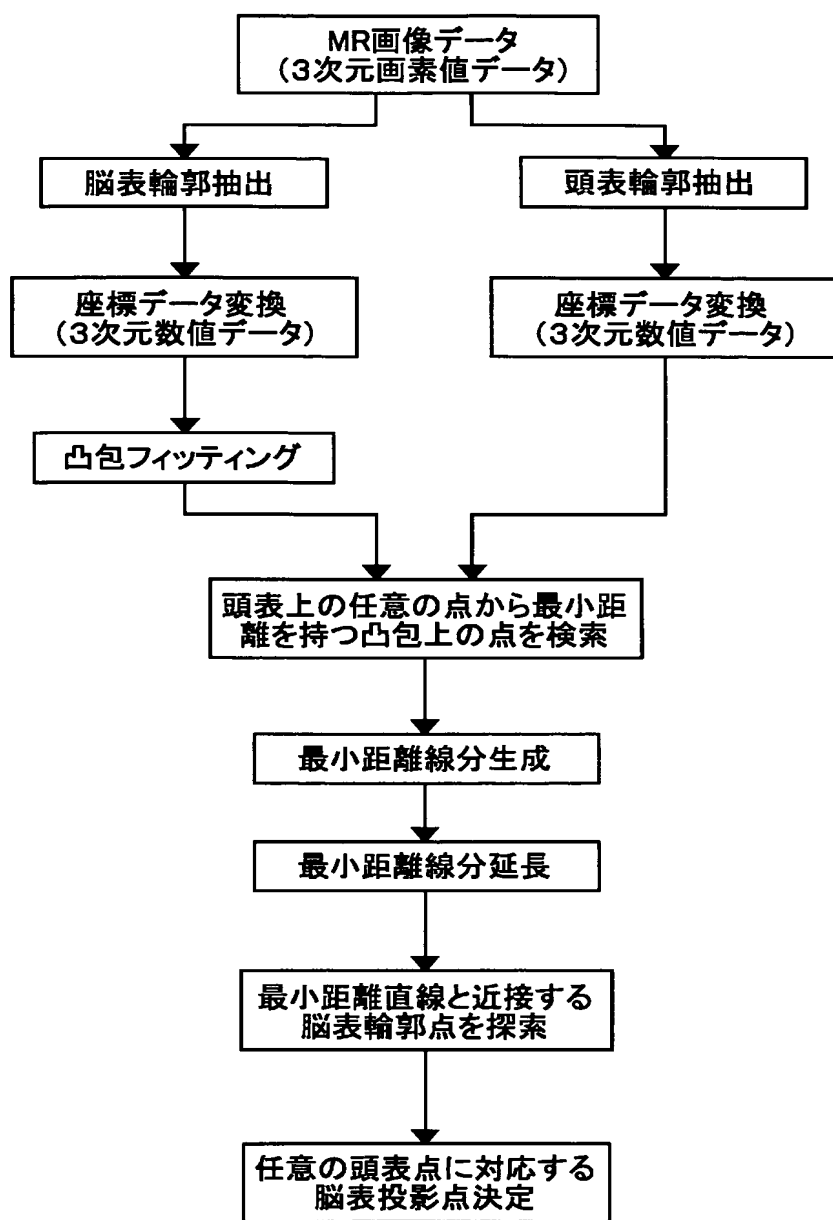 MR画像データ
(3次元画素値データ)
脳表輪郭抽出
頭表輪郭抽出
座標データ変換
(3次元数値データ)
座標データ変換
(3次元数値データ)
凸包フィッティング
頭表上の任意の点から最小距
離を持つ凸包上の点を検索
最小距離線分生成
最小距離線分延長
最小距離直線と近接する
脳表輪郭点を探索
任意の頭表点に対応する
脳表投影点決定